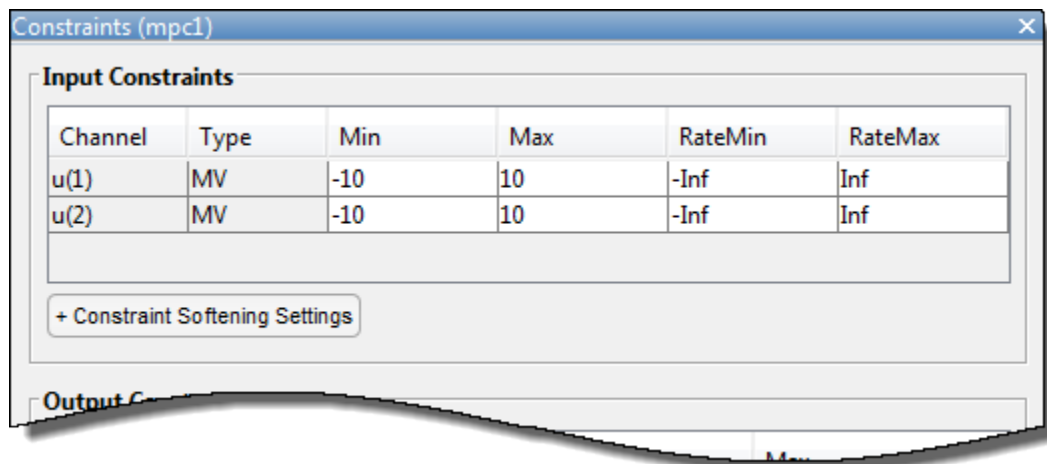 Constraints (mpc1)
Input Constraints
Channel Type Min Max RateMin RateMax
u(1) MV -10 10 -Inf Inf
u(2) MV -10 10 -Inf Inf
+ Constraint Softening Settings
Output